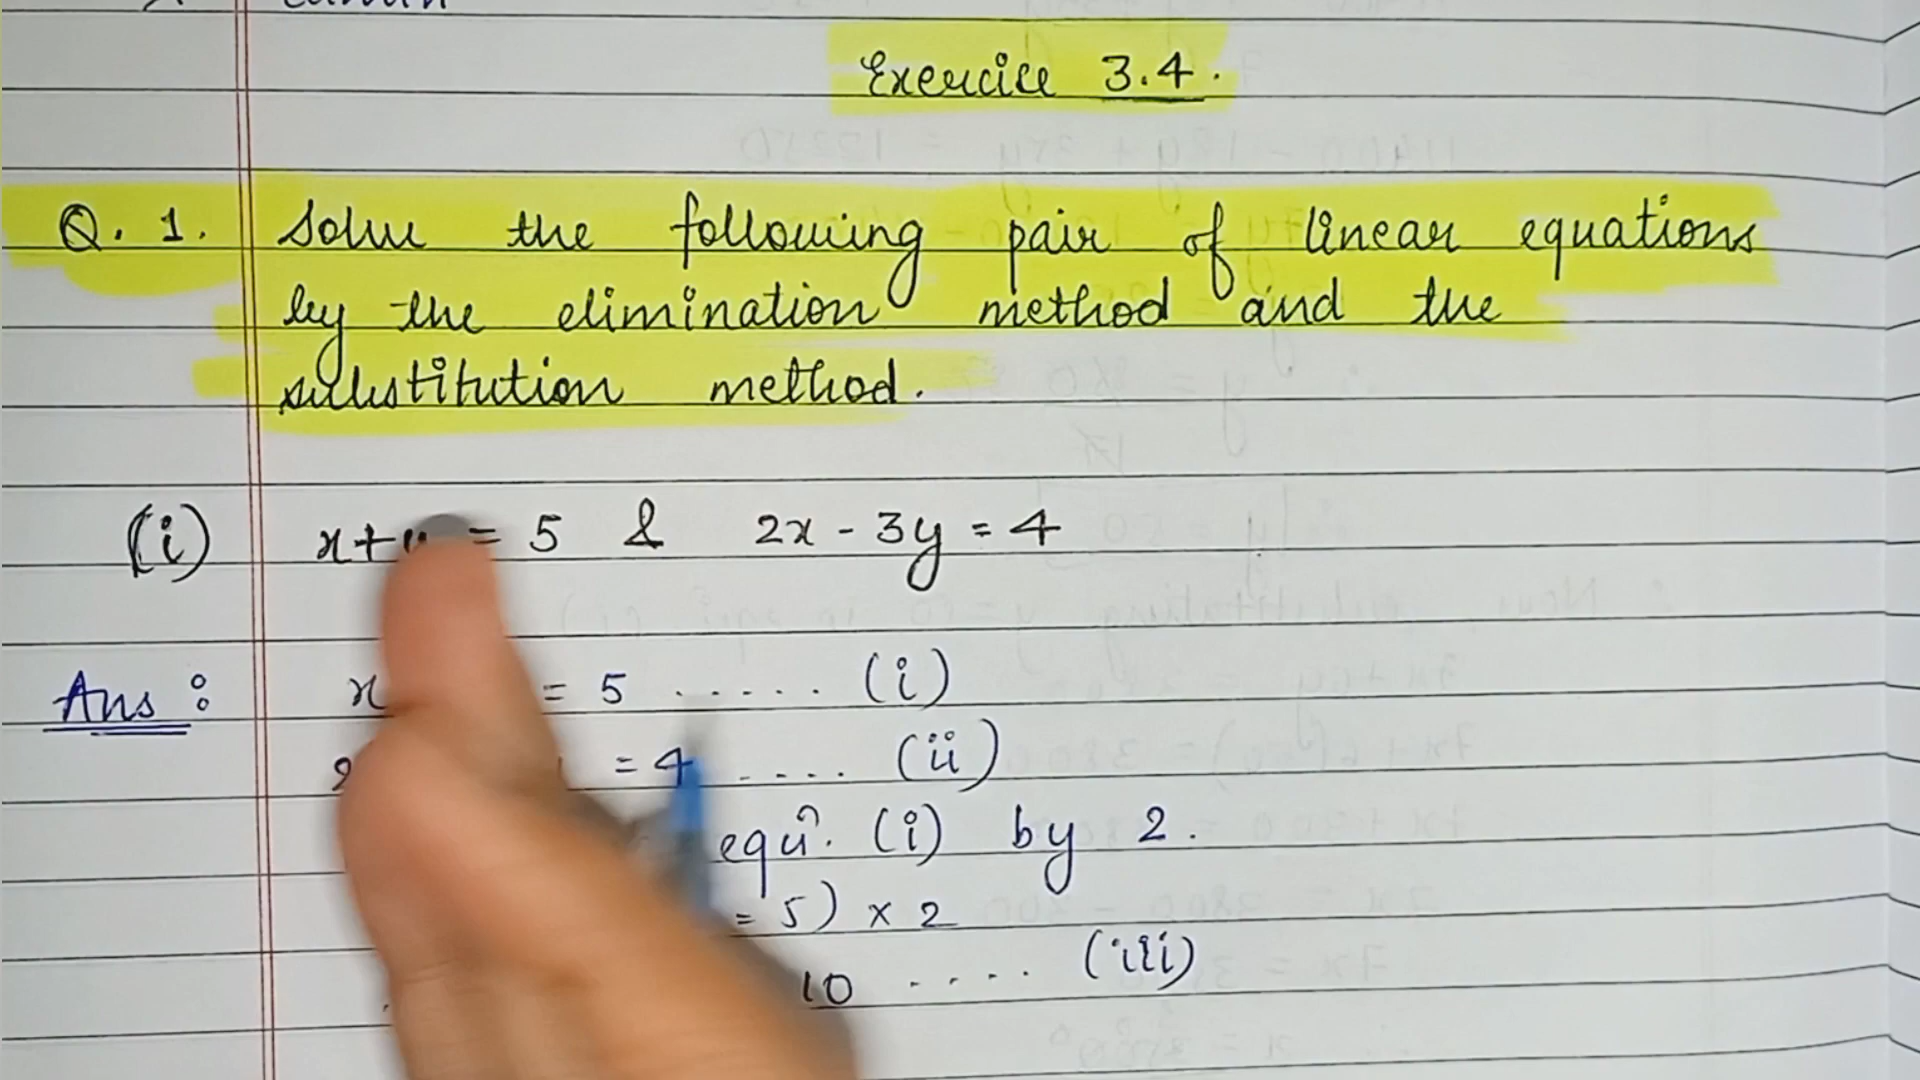 Exercise 3.4.
Q. 1. Solve the following pair of linear equations
by the elimination method and the
substitution method.
(i) x+y = 5 & 2x - 3y = 4
Ans : x = 5 ..... (i)
= 4 .... (ii)
equn. (i) by 2.
= 5) x 2
10 .... (iii)